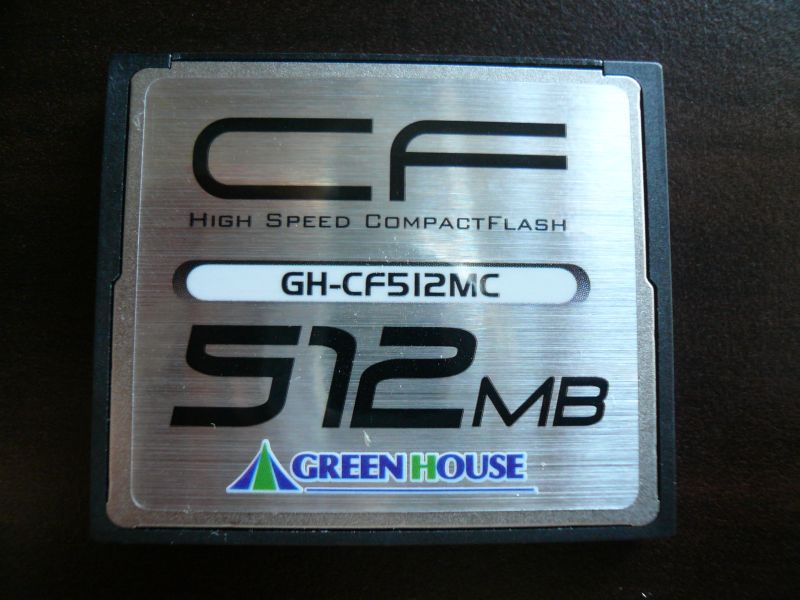 CF
HIGH SPEED COMPACTFLASH
GH-CF512MC
512MB
GREEN HOUSE